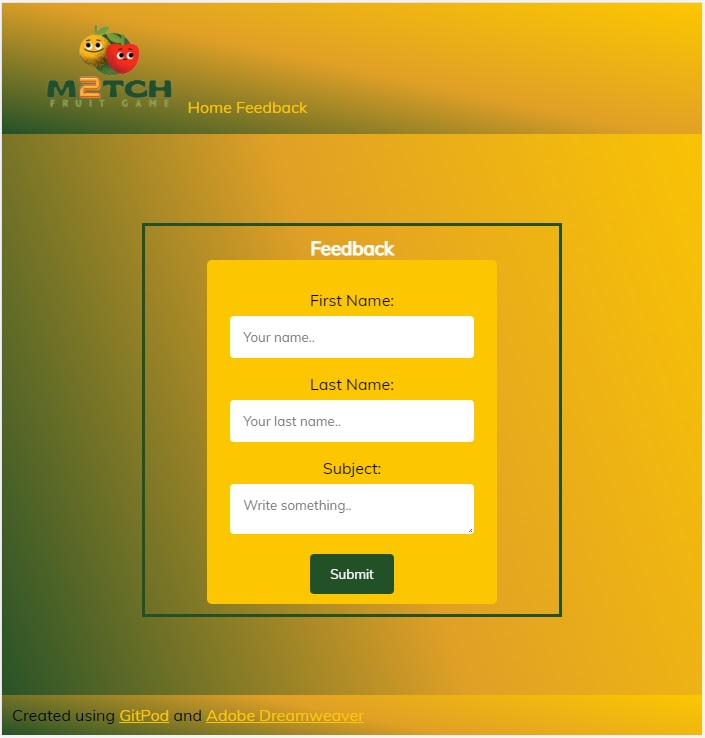 M2TCH
FRUIT GAME
Home Feedback
Feedback
First Name:
Your name..
Last Name:
Your last name..
Subject:
Write something..
Submit
Created using GitPod and Adobe Dreamweaver